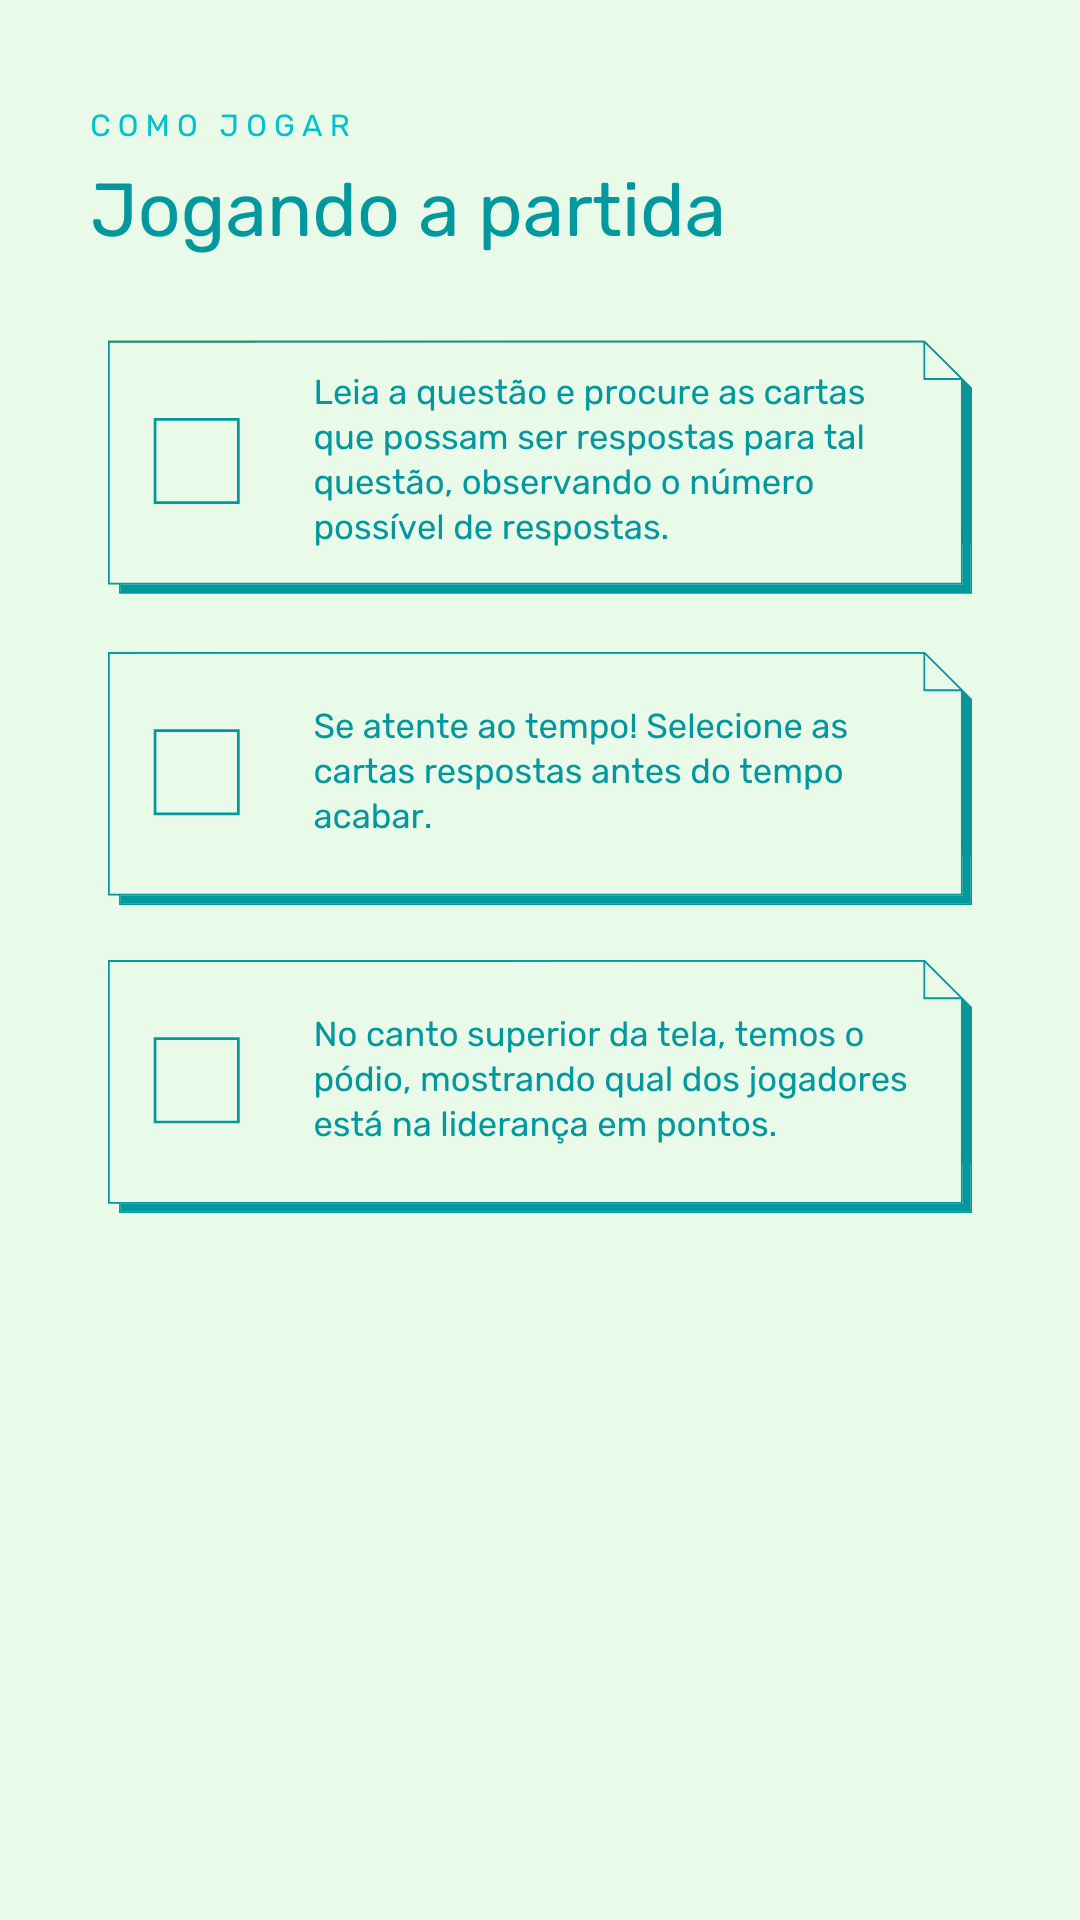 COMO JOGAR
Jogando a partida
Leia a questão e procure as cartas
que possam ser respostas para tal
questão, observando o número
possível de respostas.
Se atente ao tempo! Selecione as
cartas respostas antes do tempo
acabar.
No canto superior da tela, temos o
pódio, mostrando qual dos jogadores
está na liderança em pontos.